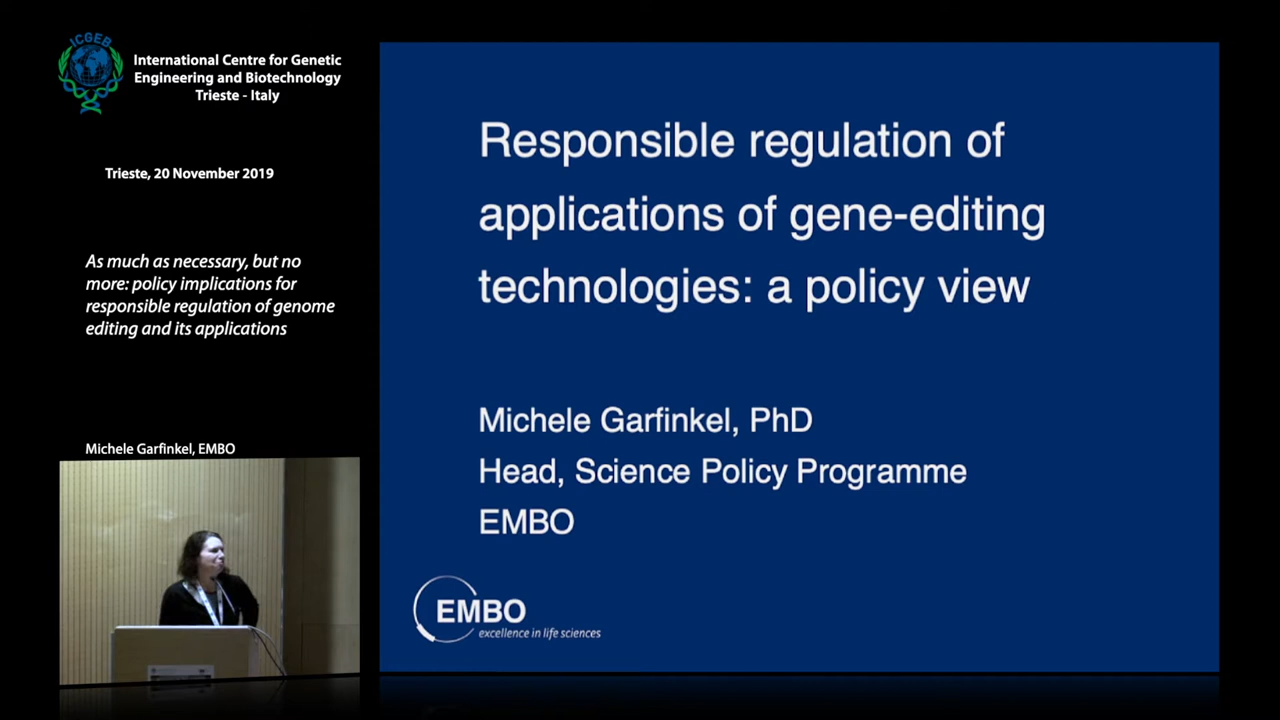 ICGEB
International Centre for Genetic
Engineering and Biotechnology
Trieste - Italy
Trieste, 20 November 2019
As much as necessary, but no
more: policy implications for
responsible regulation of genome
editing and its applications
Michele Garfinkel, EMBO
Responsible regulation of
applications of gene-editing
technologies: a policy view
Michele Garfinkel, PhD
Head, Science Policy Programme
EMBO
EMBO
excellence in life sciences